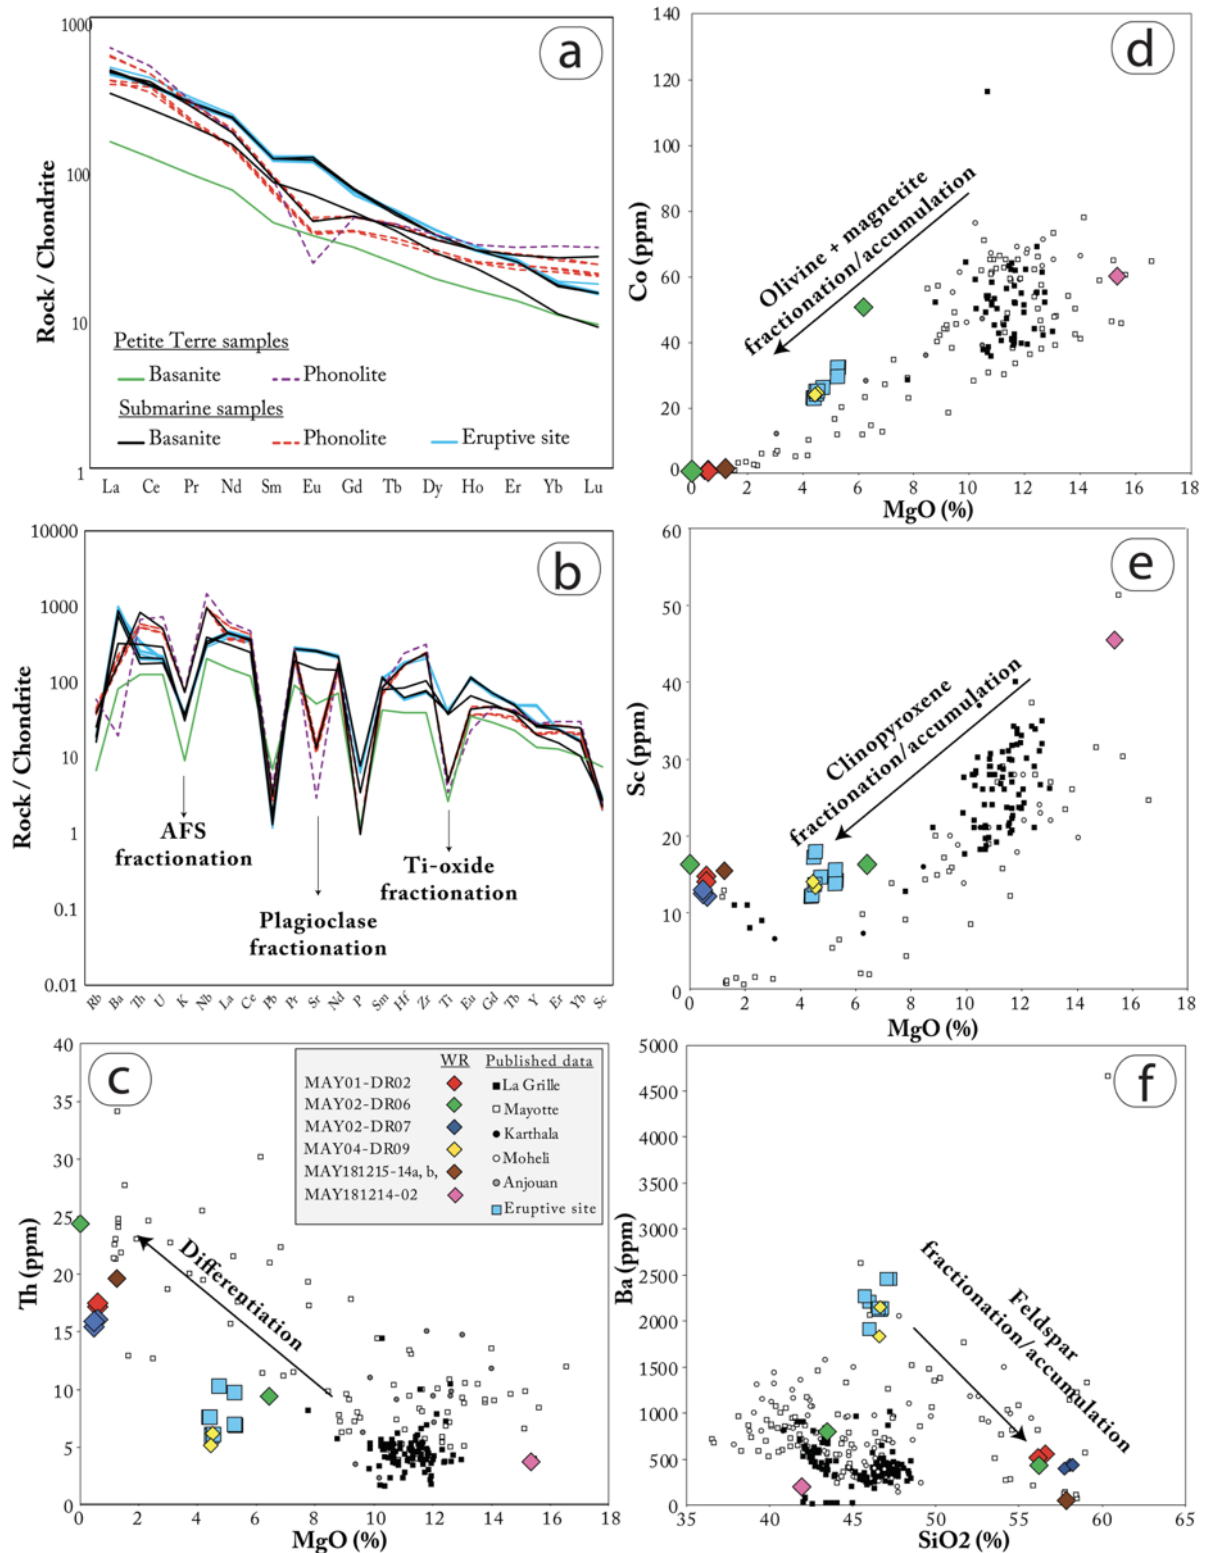 a
1000
100
10
1
Rock / Chondrite
Petite Terre samples
Basanite
Phonolite
Submarine samples
Basanite
Phonolite
Eruptive site
La Ce Pr Nd Sm Eu Gd Tb Dy Ho Er Yb Lu
d
140
120
100
80
60
40
20
0
Co (ppm)
Olivine + magnetite
fractionation/accumulation
0 2 4 6 8 10 12 14 16 18
MgO (%)
b
10000
1000
100
10
1
0.1
0.01
Rock / Chondrite
AFS
fractionation
Plagioclase
fractionation
Ti-oxide
fractionation
Rb Ba Th U K Nb La Ce Pb Pr Sr Nd P Sm Hf Zr Ti Eu Gd Tb Y Er Yb Sc
e
60
50
40
30
20
10
0
Sc (ppm)
Clinopyroxene
fractionation/accumulation
0 2 4 6 8 10 12 14 16 18
MgO (%)
c
40
35
30
25
20
15
10
5
0
Th (ppm)
Differentiation
WR Published data
MAY01-DR02
MAY02-DR06
MAY02-DR07
MAY04-DR09
MAY181215-14a, b,
MAY181214-02
La Grille
Mayotte
Karthala
Moheli
Anjouan
Eruptive site
0 2 4 6 8 10 12 14 16 18
MgO (%)
f
5000
4500
4000
3500
3000
2500
2000
1500
1000
500
0
Ba (ppm)
Feldspar
fractionation/accumulation
35 40 45 50 55 60 65
SiO2 (%)